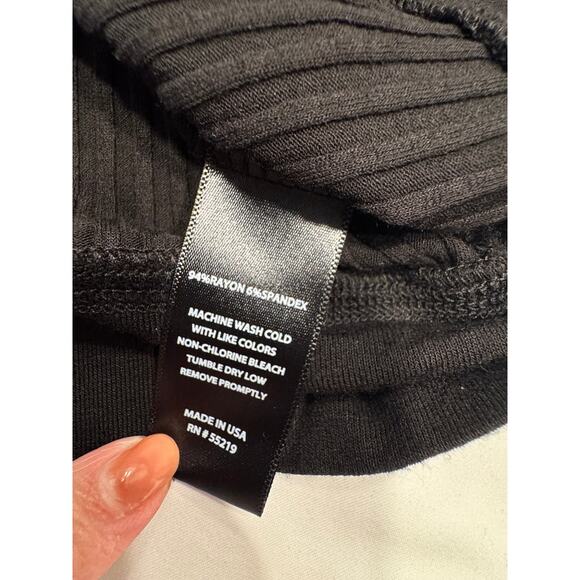 94%RAYON 6%SPANDEX
MACHINE WASH COLD
WITH LIKE COLORS
NON-CHLORINE BLEACH
TUMBLE DRY LOW
REMOVE PROMPTLY
MADE IN USA
RN # 55219